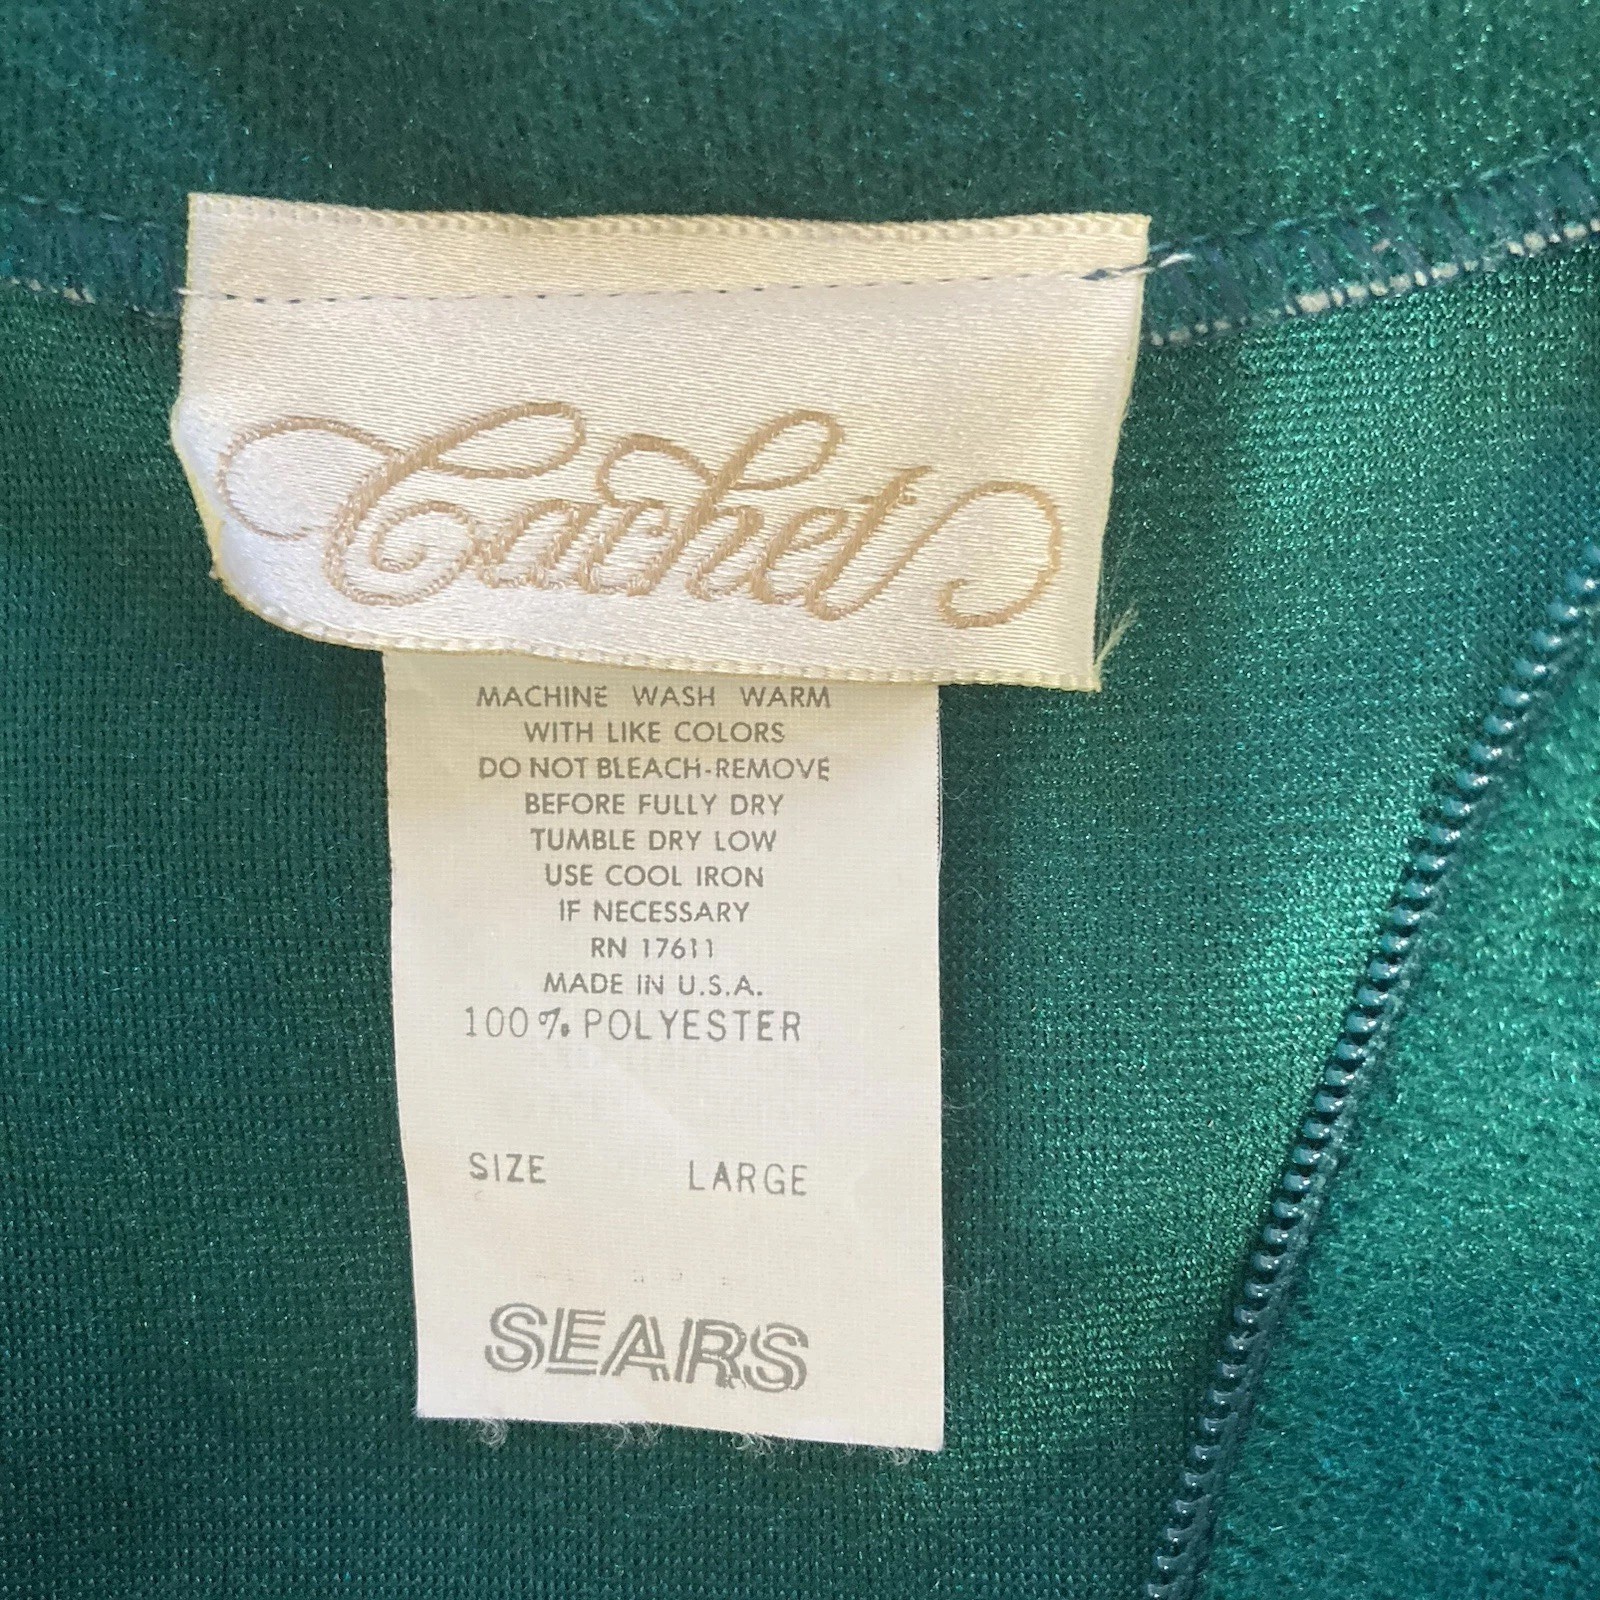 Cachet
MACHINE WASH WARM
WITH LIKE COLORS
DO NOT BLEACH-REMOVE
BEFORE FULLY DRY
TUMBLE DRY LOW
USE COOL IRON
IF NECESSARY
RN 17611
MADE IN U.S.A.
100% POLYESTER
SIZE LARGE
SEARS